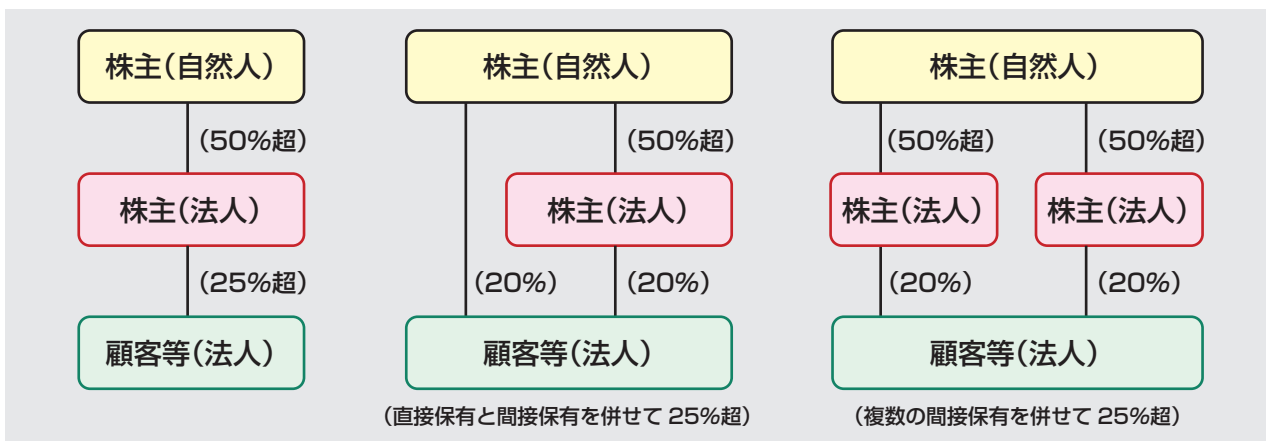 株主（自然人）
（50%超）
株主（法人）
（25%超）
顧客等（法人）
株主（自然人）
（50%超）
株主（法人）
（20%）
（20%）
顧客等（法人）
（直接保有と間接保有を併せて 25%超）
株主（自然人）
（50%超）
（50%超）
株主（法人）
株主（法人）
（20%）
（20%）
顧客等（法人）
（複数の間接保有を併せて 25%超）